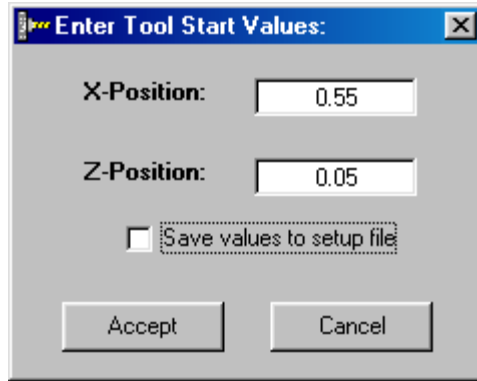 Enter Tool Start Values:
X-Position: 0.55
Z-Position: 0.05
Save values to setup file
Accept Cancel